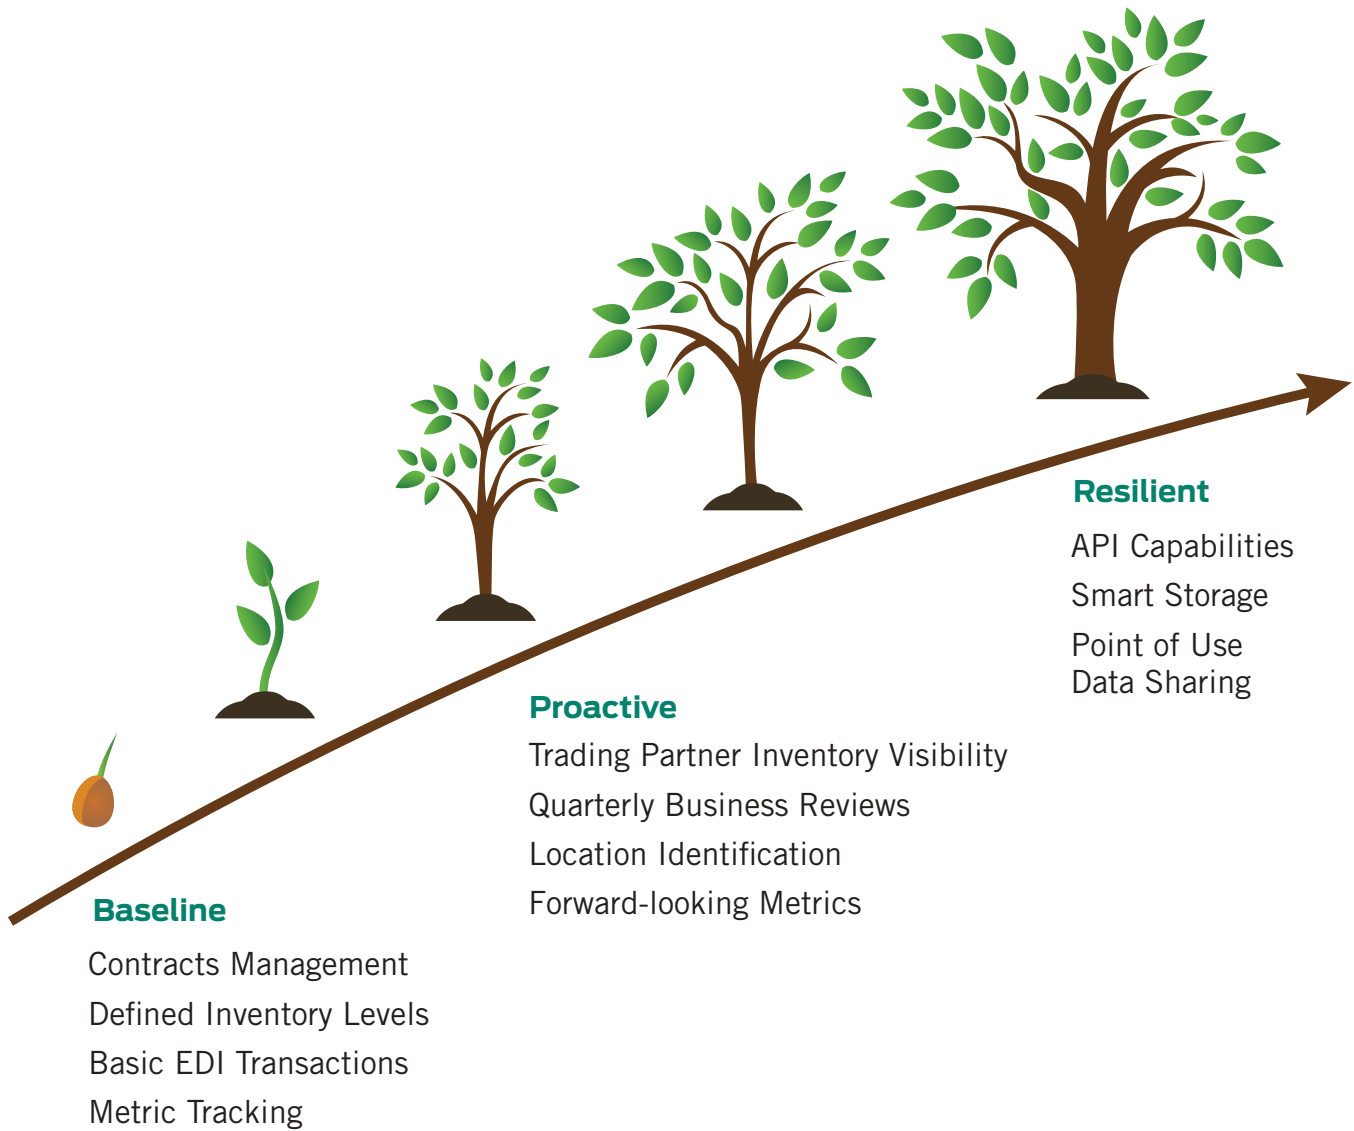 Resilient
API Capabilities
Smart Storage
Point of Use
Data Sharing
Proactive
Trading Partner Inventory Visibility
Quarterly Business Reviews
Location Identification
Forward-looking Metrics
Baseline
Contracts Management
Defined Inventory Levels
Basic EDI Transactions
Metric Tracking